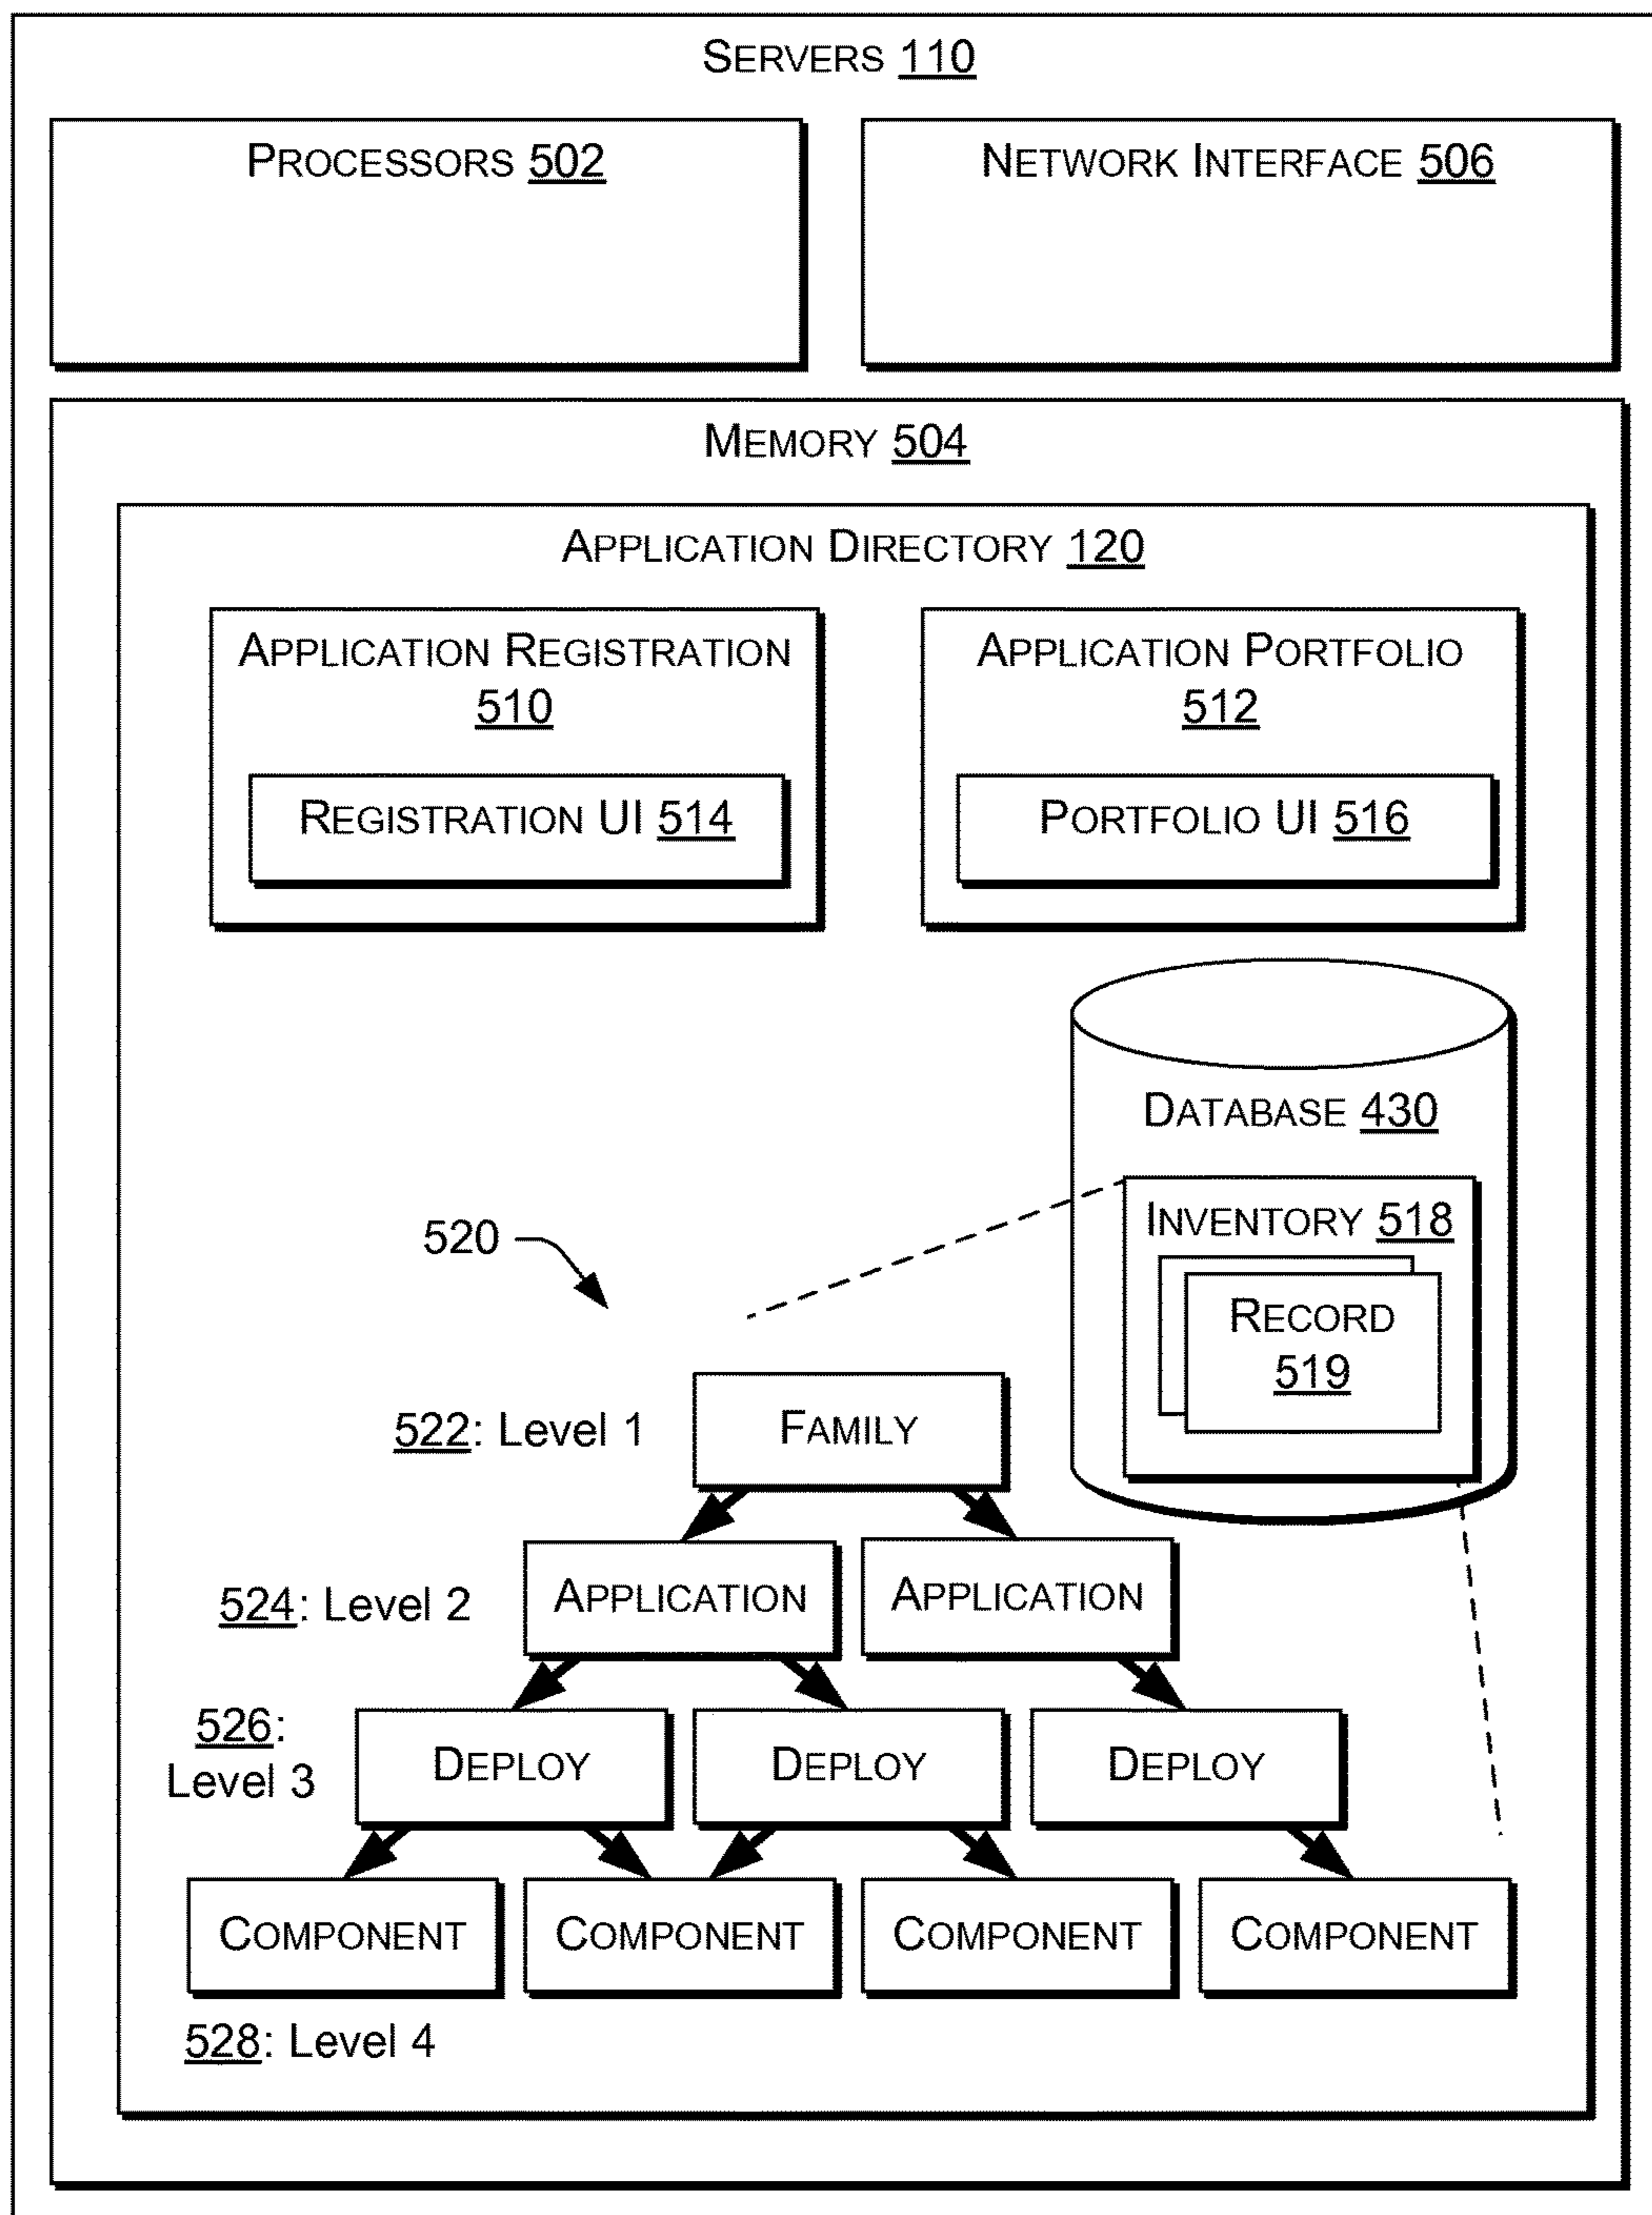 SERVERS 110
PROCESSORS 502
NETWORK INTERFACE 506
MEMORY 504
APPLICATION DIRECTORY 120
APPLICATION REGISTRATION
510
REGISTRATION UI 514
APPLICATION PORTFOLIO
512
PORTFOLIO UI 516
DATABASE 430
INVENTORY 518
RECORD
519
520
522: Level 1
FAMILY
524: Level 2
APPLICATION
APPLICATION
526:
Level 3
DEPLOY
DEPLOY
DEPLOY
COMPONENT
COMPONENT
COMPONENT
COMPONENT
528: Level 4